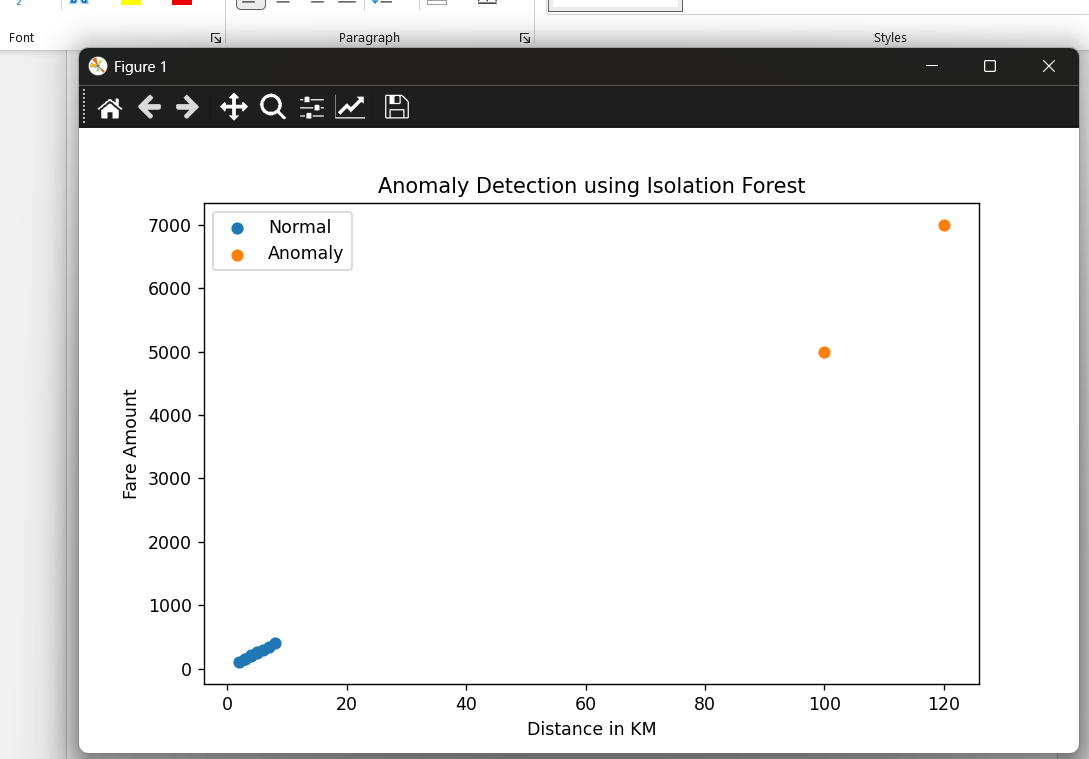 Font
Paragraph
Styles
Figure 1
Anomaly Detection using Isolation Forest
Normal
Anomaly
7000
6000
5000
4000
3000
2000
1000
0
Fare Amount
0 20 40 60 80 100 120
Distance in KM